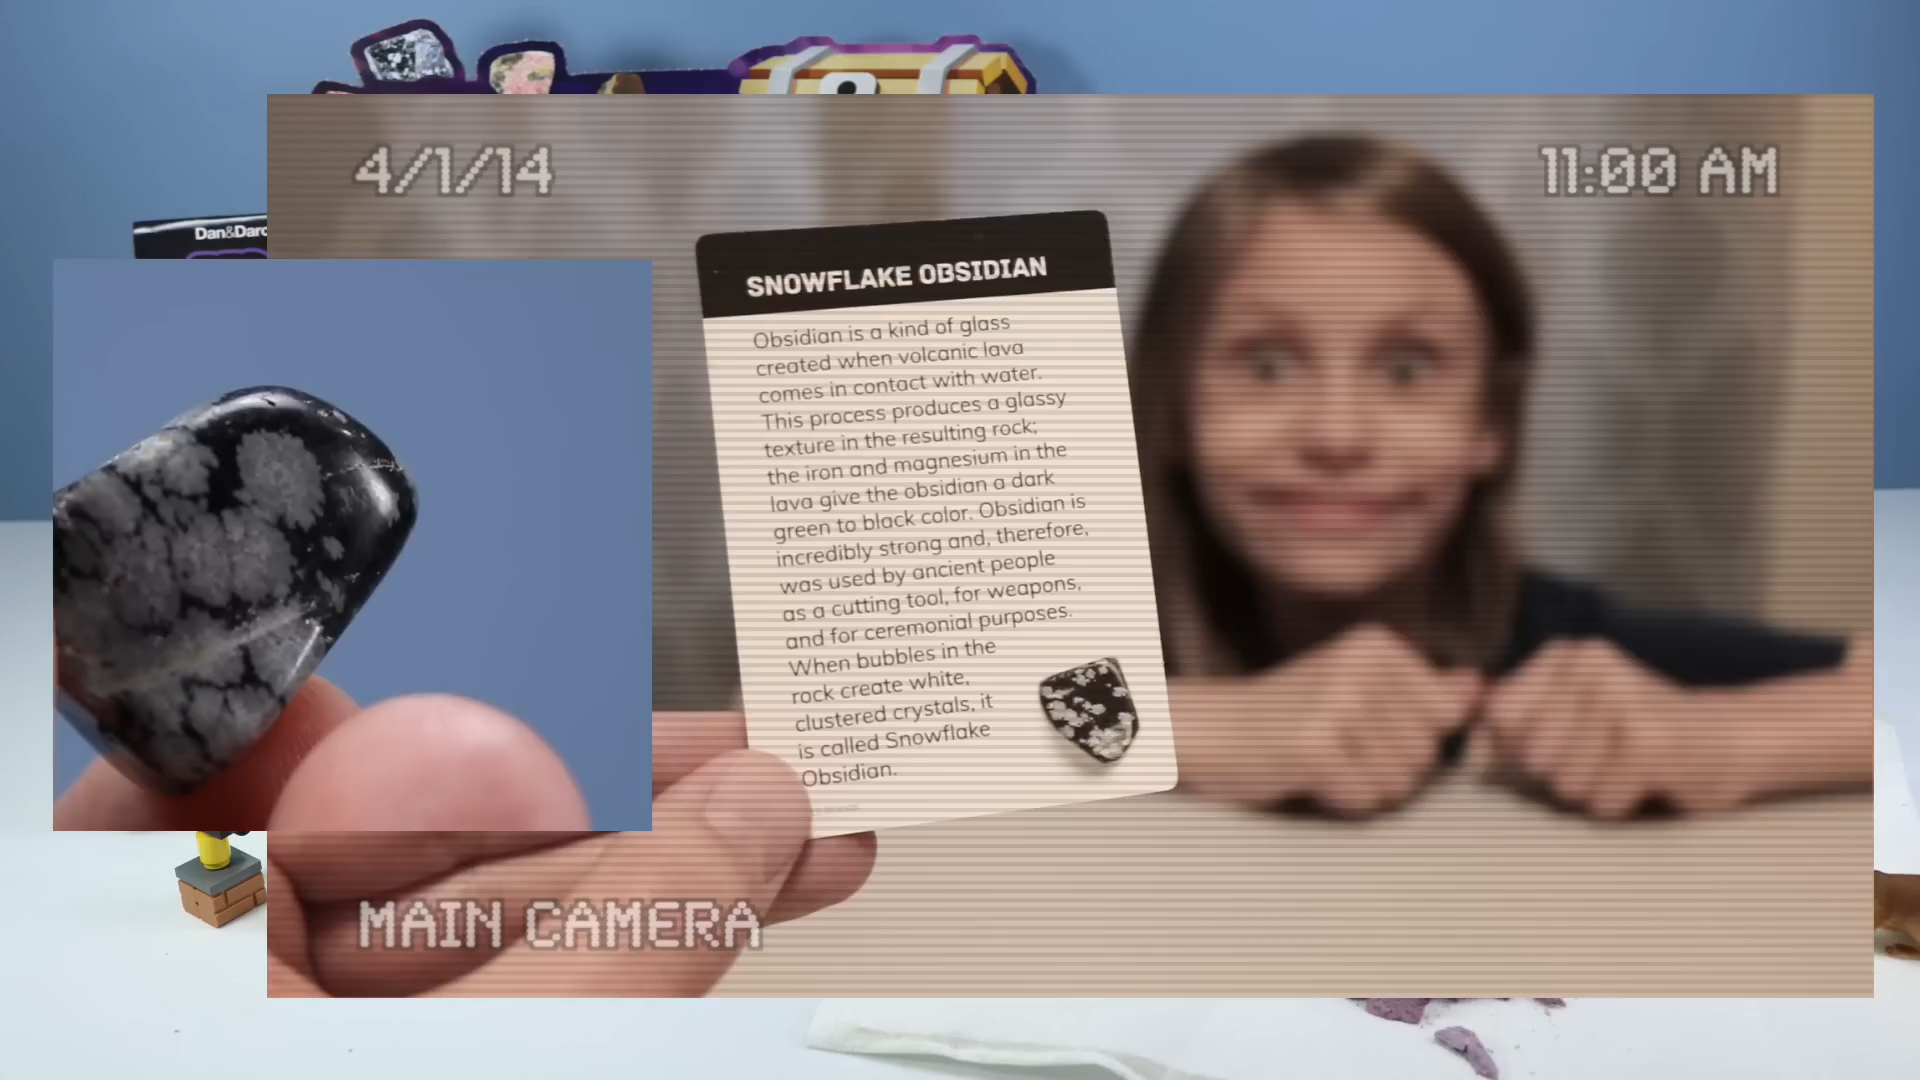 4/1/14
11:00 AM
Dan&Darc
SNOWFLAKE OBSIDIAN
Obsidian is a kind of glass
created when volcanic lava
comes in contact with water.
This process produces a glassy
texture in the resulting rock;
the iron and magnesium in the
lava give the obsidian a dark
green to black color. Obsidian is
incredibly strong and, therefore,
was used by ancient people
as a cutting tool, for weapons,
and for ceremonial purposes.
When bubbles in the
rock create white,
clustered crystals, it
is called Snowflake
Obsidian.
MAIN CAMERA